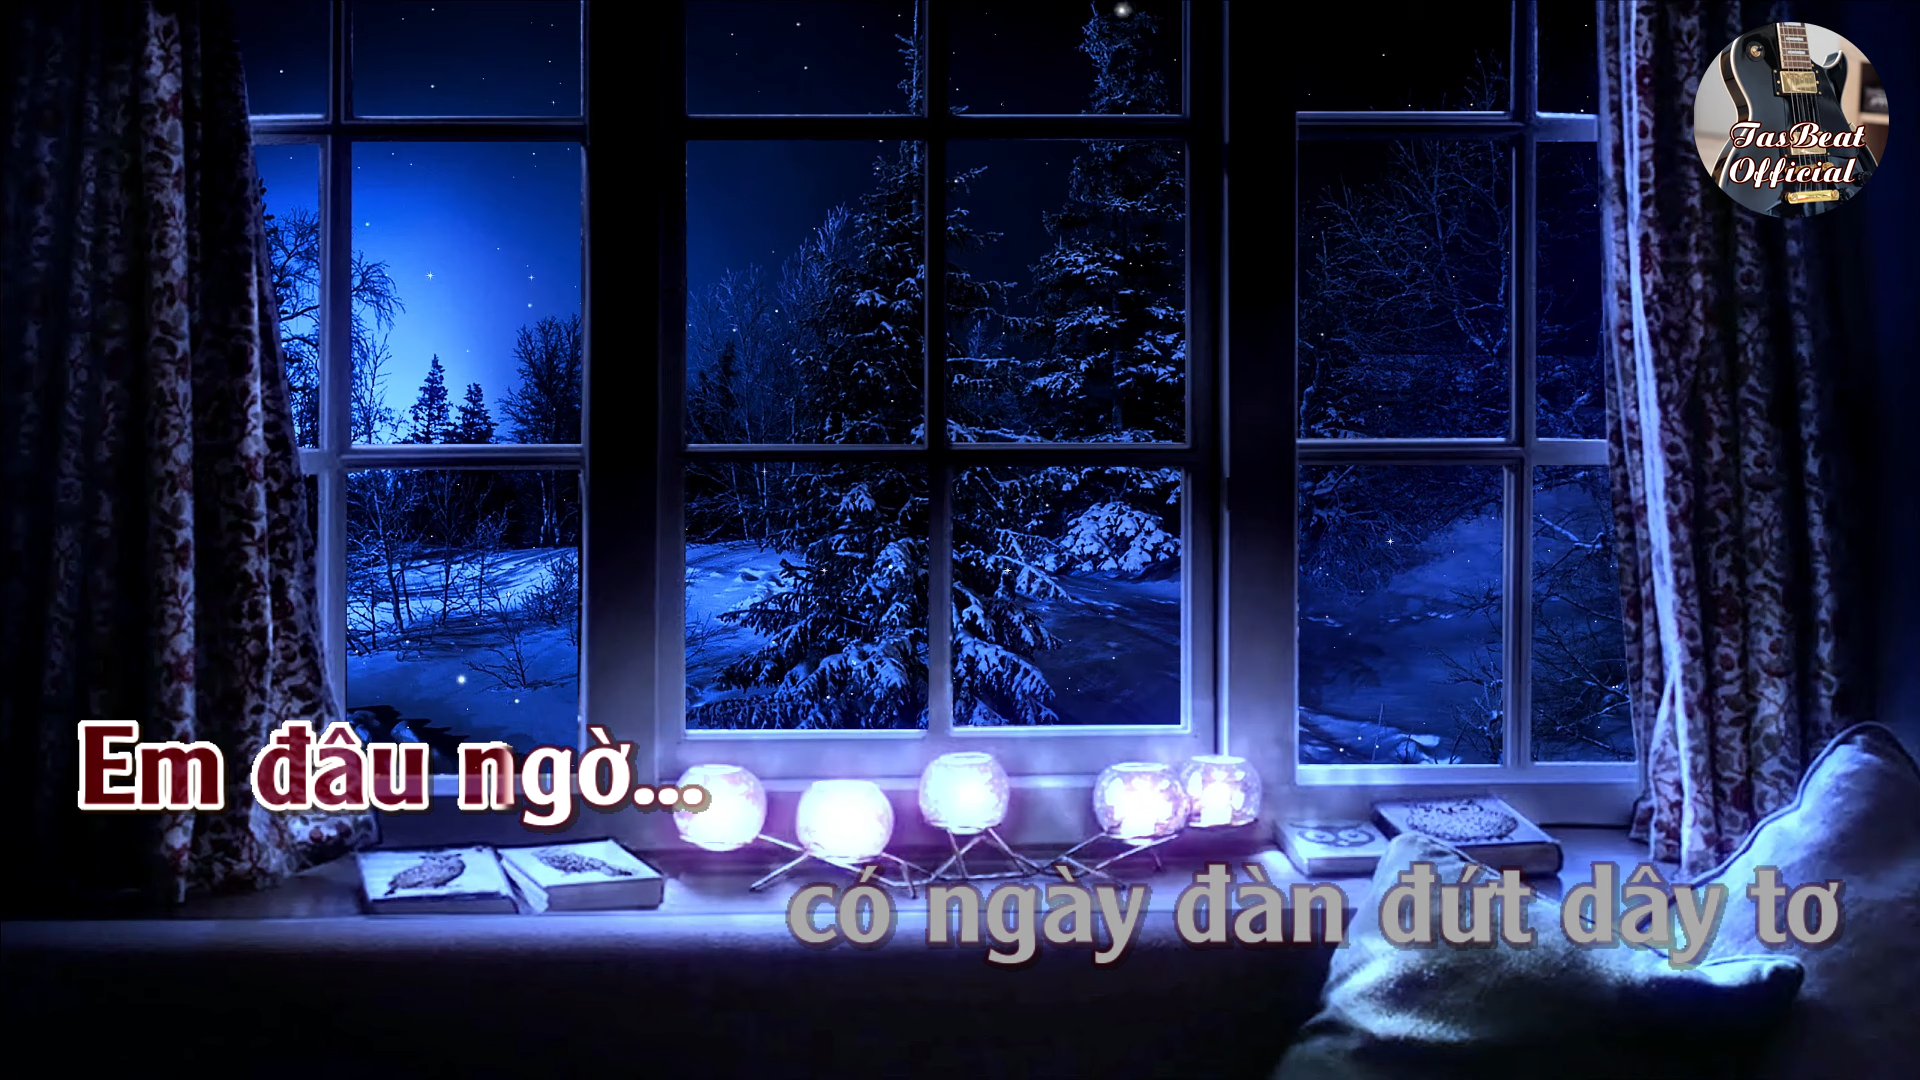 TasBeat
Official
Em đâu ngờ...
có ngày đàn đứt dây tơ